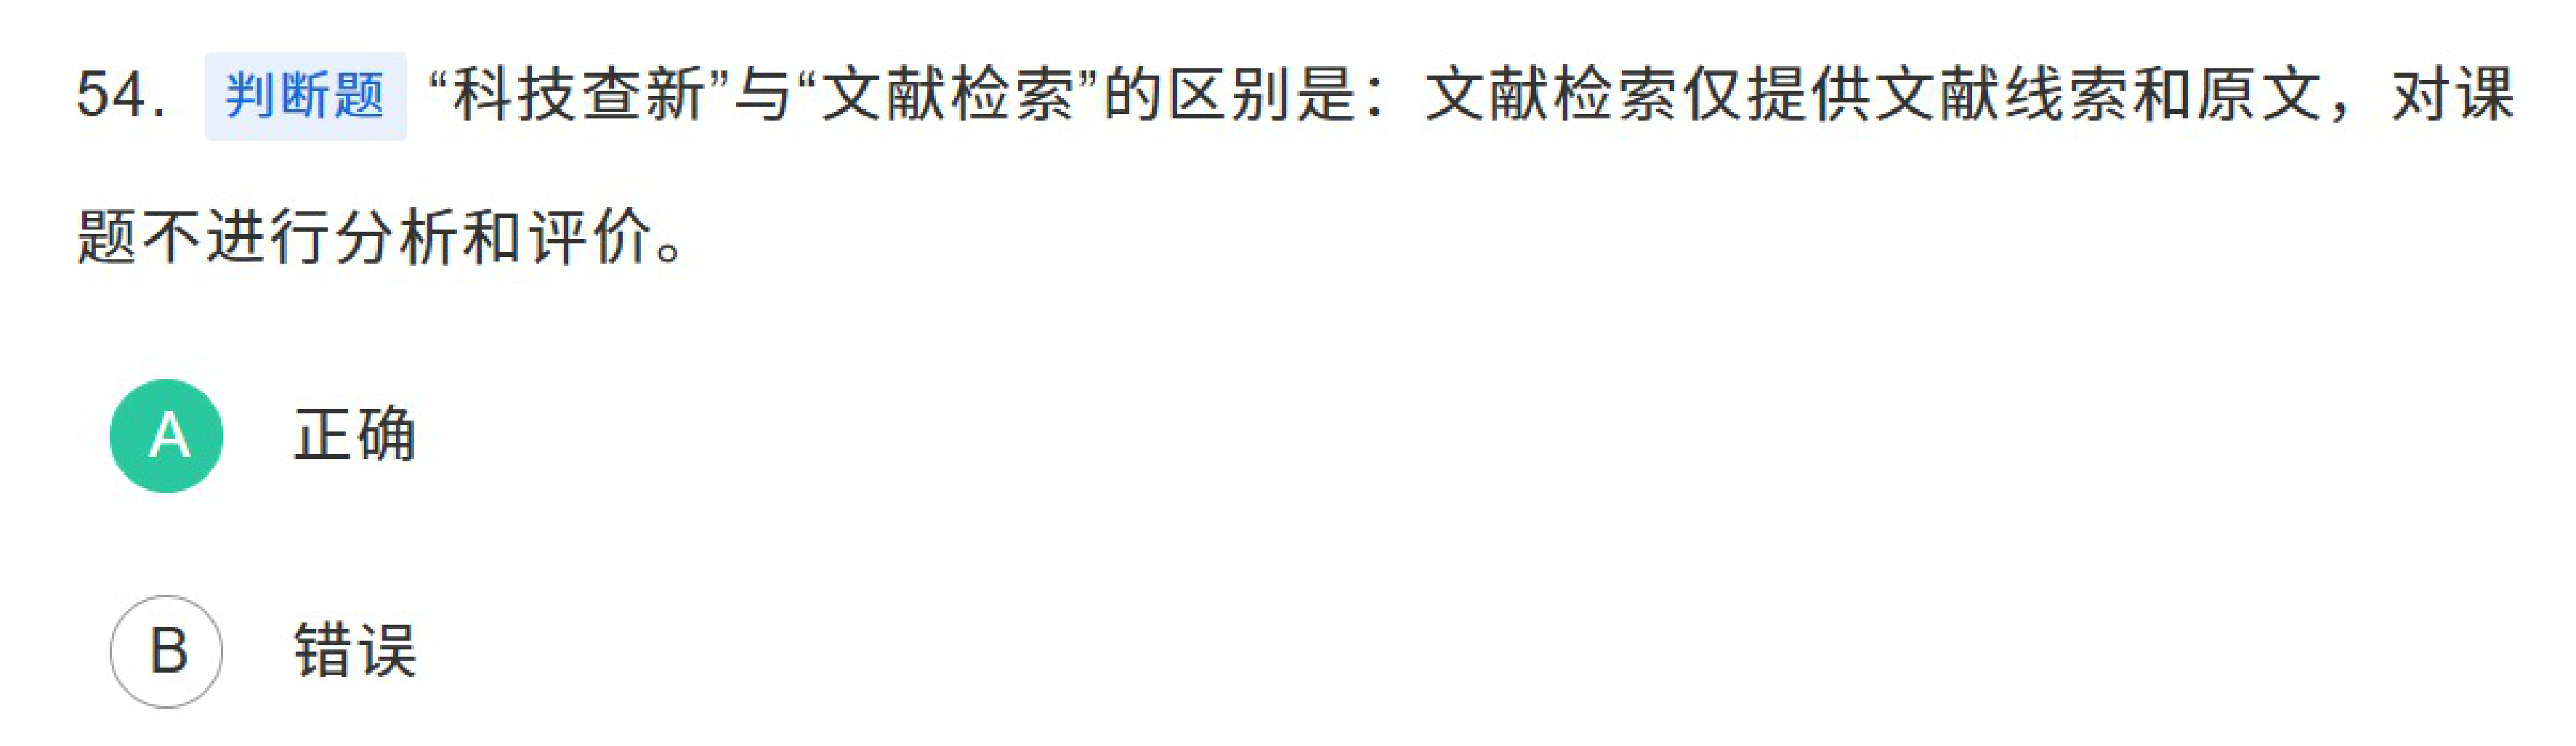 54. 判断题 “科技查新”与“文献检索”的区别是：文献检索仅提供文献线索和原文，对课
题不进行分析和评价。
A 正确
B 错误